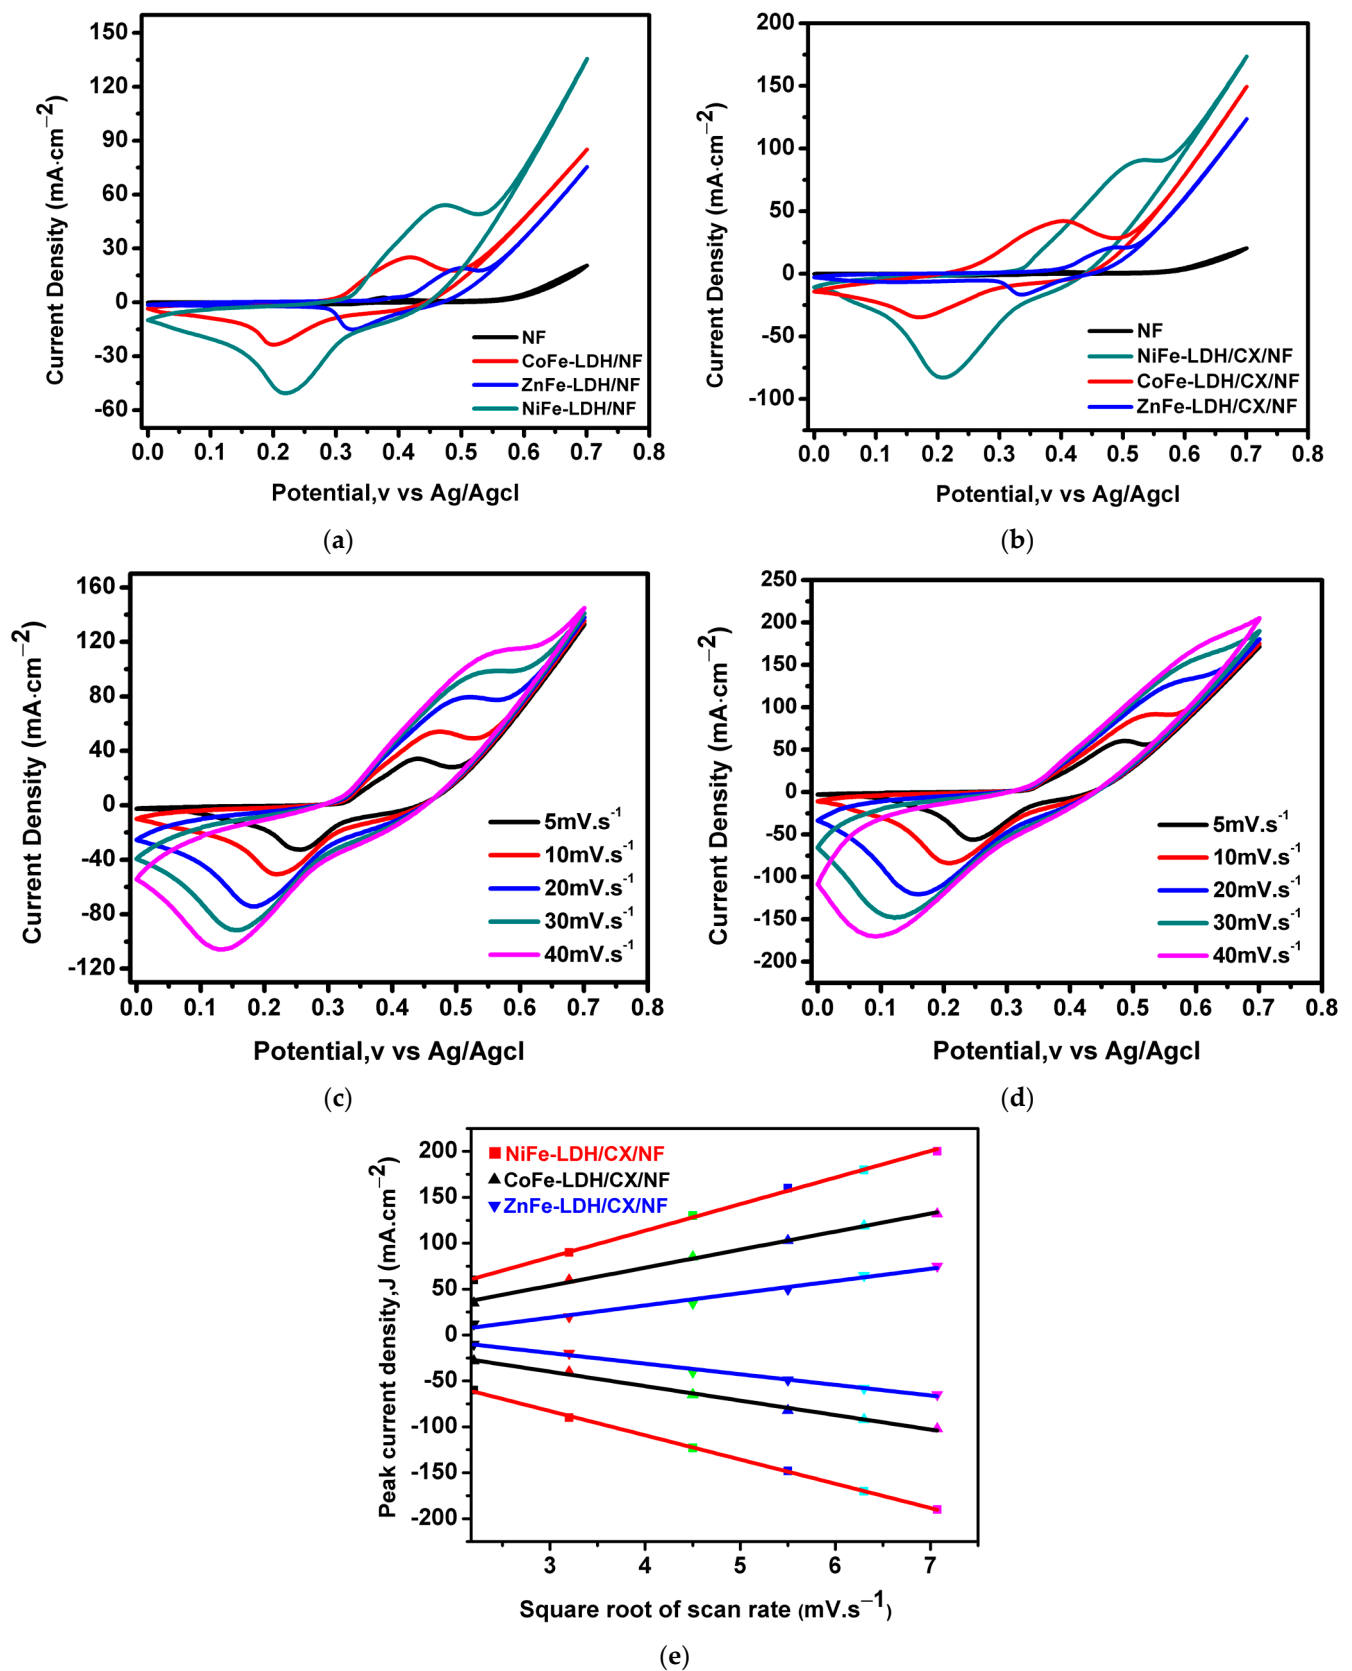 150
120
90
60
30
0
-30
-60
Current Density (mA·cm−2)
NF
CoFe-LDH/NF
ZnFe-LDH/NF
NiFe-LDH/NF
0.0 0.1 0.2 0.3 0.4 0.5 0.6 0.7 0.8
Potential,v vs Ag/Agcl
(a)
200
150
100
50
0
-50
-100
Current Density (mA·cm−2)
NF
NiFe-LDH/CX/NF
CoFe-LDH/CX/NF
ZnFe-LDH/CX/NF
0.0 0.1 0.2 0.3 0.4 0.5 0.6 0.7 0.8
Potential,v vs Ag/Agcl
(b)
160
120
80
40
0
-40
-80
-120
Current Density (mA·cm−2)
5mV.s-1
10mV.s-1
20mV.s-1
30mV.s-1
40mV.s-1
0.0 0.1 0.2 0.3 0.4 0.5 0.6 0.7 0.8
Potential,v vs Ag/Agcl
(c)
250
200
150
100
50
0
-50
-100
-150
-200
Current Density (mA·cm−2)
5mV.s-1
10mV.s-1
20mV.s-1
30mV.s-1
40mV.s-1
0.0 0.1 0.2 0.3 0.4 0.5 0.6 0.7 0.8
Potential,v vs Ag/Agcl
(d)
200
150
100
50
0
-50
-100
-150
-200
Peak current density,J (mA.cm−2)
NiFe-LDH/CX/NF
CoFe-LDH/CX/NF
ZnFe-LDH/CX/NF
3 4 5 6 7
Square root of scan rate (mV.s−1)
(e)